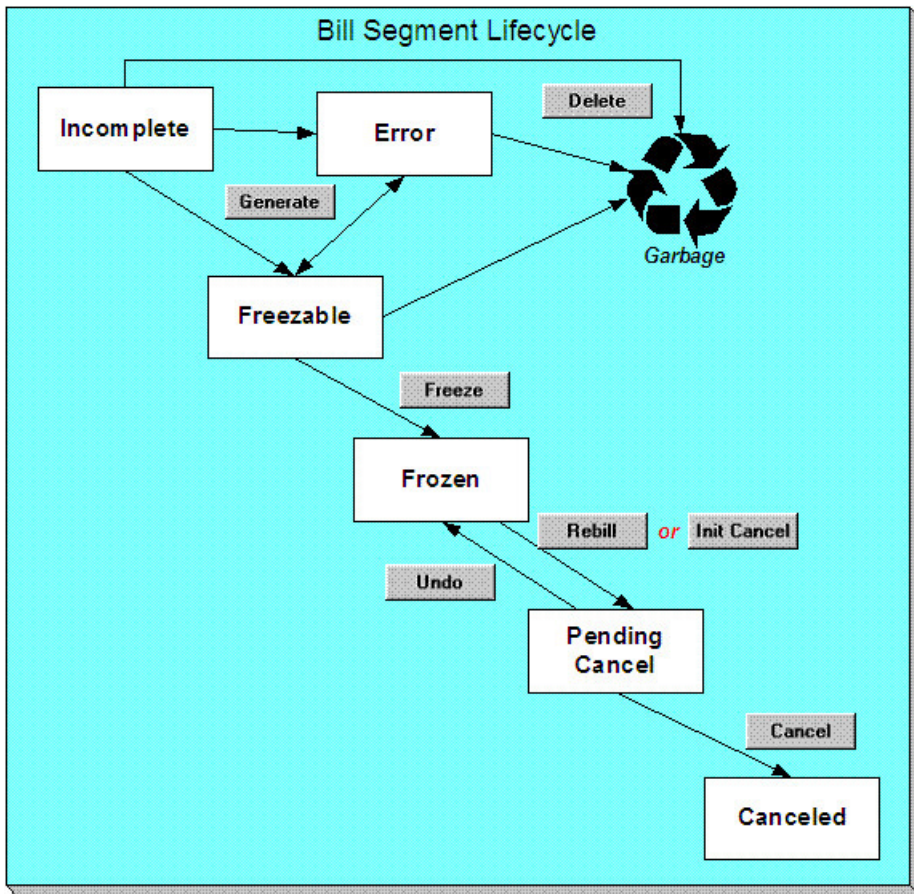 Bill Segment Lifecycle
Delete
Incomplete
Error
Generate
Garbage
Freezable
Freeze
Frozen
Rebill or Init Cancel
Undo
Pending
Cancel
Cancel
Canceled